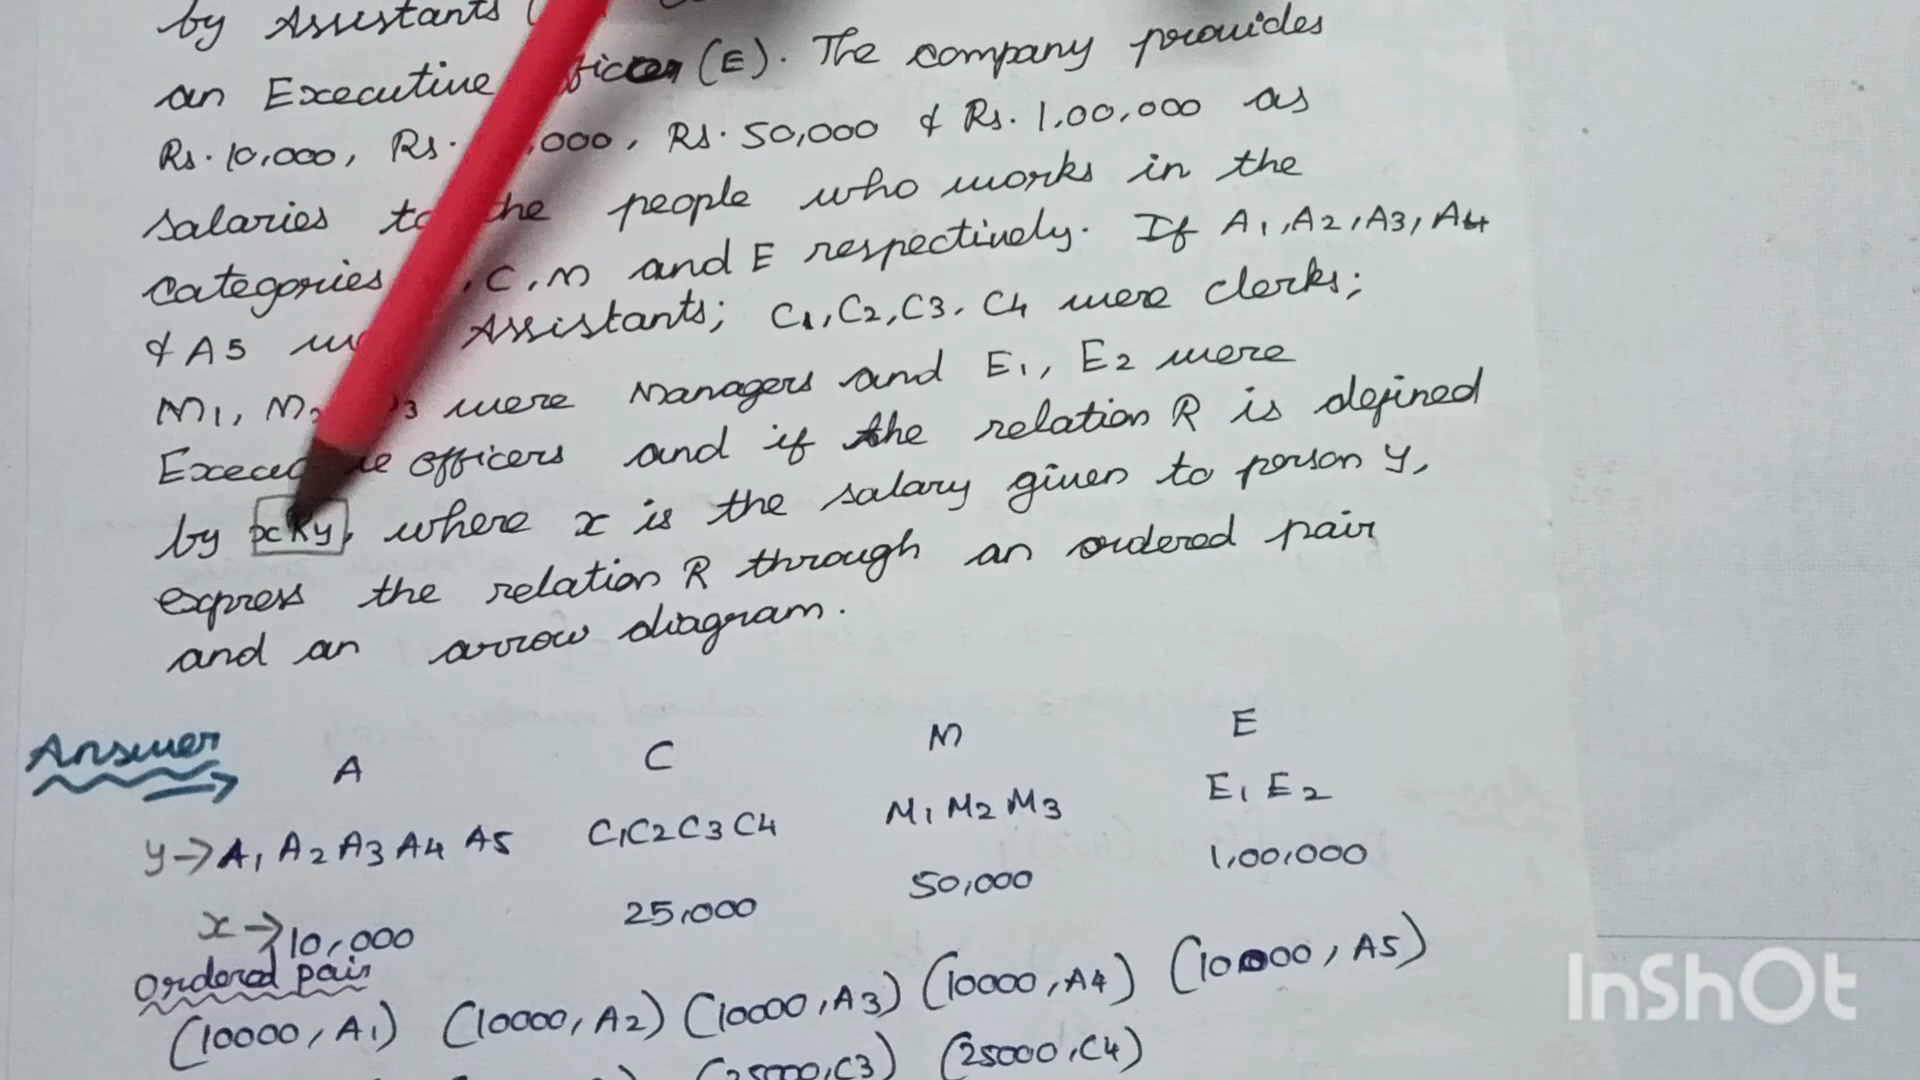 by Assistants (
an Executive (E). The company provides
Rs. 10,000, Rs. ,000, Rs. 50,000 & Rs. 1,00,000 as
salaries to the people who works in the
categories , C, M and E respectively. If A1, A2, A3, A4
& A5 Assistants; C1, C2, C3, C4 were clerks;
M1, M2 3 were Managers and E1, E2 were
officers and if the relation R is defined
by xRy, where x is the salary given to person y,
express the relation R through an ordered pair
and an arrow diagram.
Answer A C M E
y→ A1 A2 A3 A4 A5 C1C2C3C4 M1 M2 M3 E1 E2
x→ 10,000 25,000 50,000 1,00,000
ordered pair
(10000, A1) (10000, A2) (10000, A3) (10000, A4) (10000, A5)
(25000, C3) (25000, C4)
InShOt